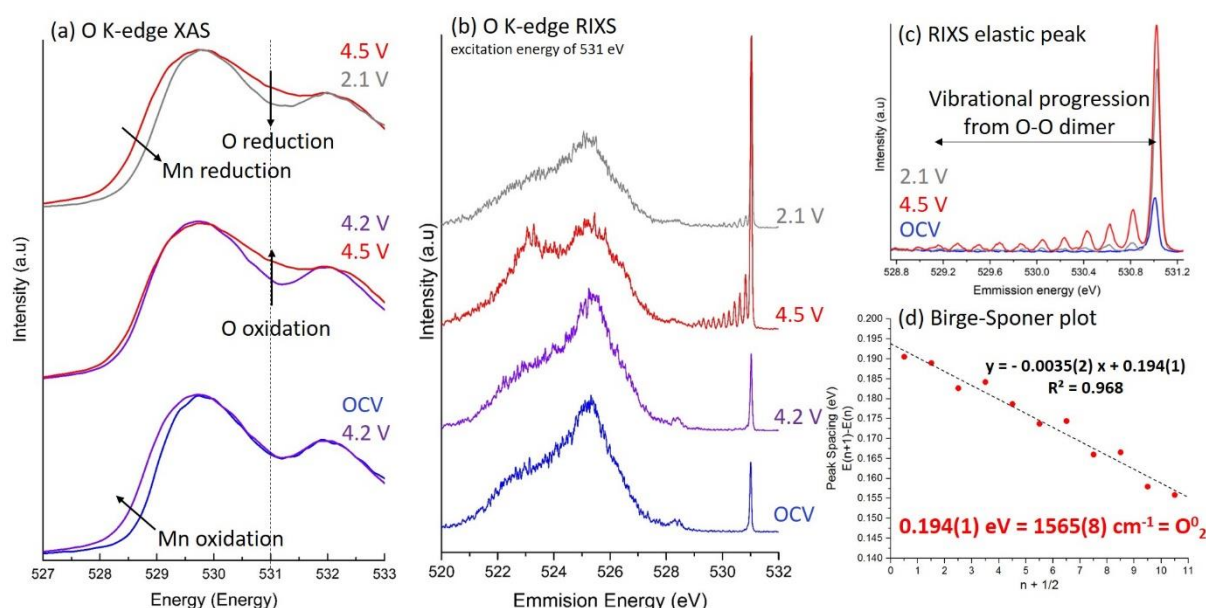 (a) O K-edge XAS
4.5 V
2.1 V
O reduction
Mn reduction
4.2 V
4.5 V
O oxidation
OCV
4.2 V
Mn oxidation
Intensity (a.u)
527 528 529 530 531 532 533
Energy (Energy)
(b) O K-edge RIXS
excitation energy of 531 eV
2.1 V
4.5 V
4.2 V
OCV
Intensity (a.u)
520 522 524 526 528 530 532
Emmision Energy (eV)
(c) RIXS elastic peak
Vibrational progression
from O-O dimer
2.1 V
4.5 V
OCV
Intensity (a.u)
528.8 529.2 529.6 530.0 530.4 530.8 531.2
Emmission energy (eV)
(d) Birge-Sponer plot
0.200
0.195
0.190
0.185
0.180
0.175
0.170
0.165
0.160
0.155
0.150
0.145
0.140
Peak Spacing (eV)
E(n+1)-E(n)
y = - 0.0035(2) x + 0.194(1)
R² = 0.968
0.194(1) eV = 1565(8) cm⁻¹ = O⁰₂
0 1 2 3 4 5 6 7 8 9 10 11
n + 1/2